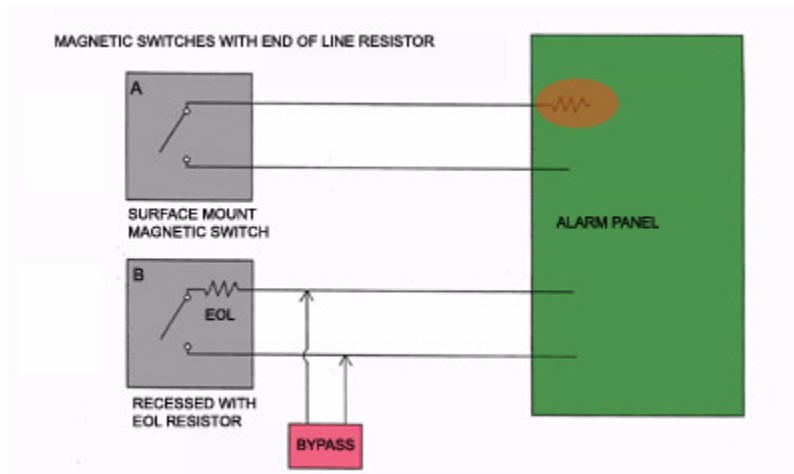 MAGNETIC SWITCHES WITH END OF LINE RESISTOR
A
SURFACE MOUNT
MAGNETIC SWITCH
ALARM PANEL
B
EOL
RECESSED WITH
EOL RESISTOR
BYPASS